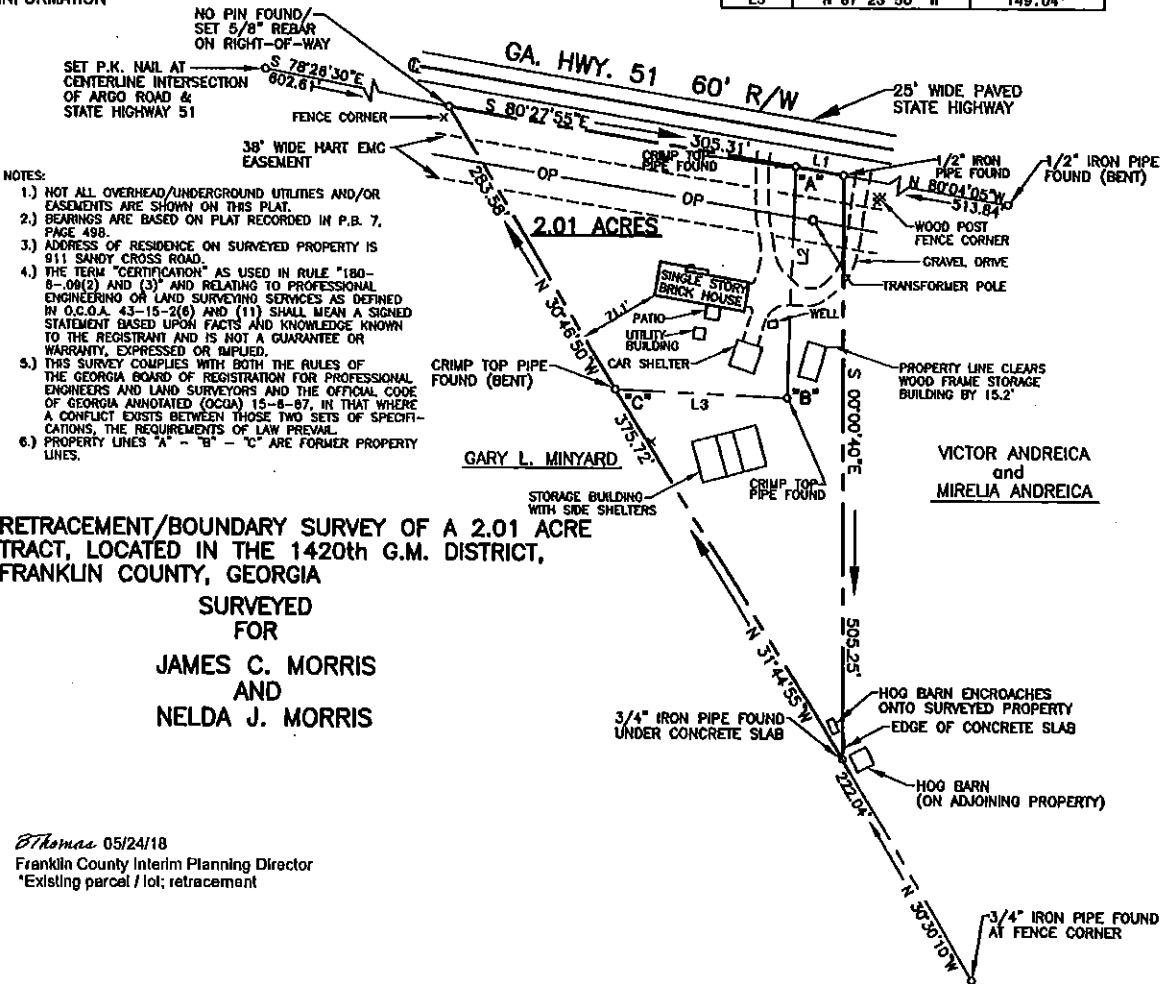 INFORMATION
L3 N 87°23'50" W 149.04'
NO PIN FOUND/
SET 5/8" REBAR
ON RIGHT-OF-WAY
SET P.K. NAIL AT
CENTERLINE INTERSECTION
OF ARGO ROAD &
STATE HIGHWAY 51
S 78°28'30"E
602.61'
GA. HWY. 51 60' R/W
25' WIDE PAVED
STATE HIGHWAY
FENCE CORNER
S 80°27'55"E
305.31'
38' WIDE HART EMC
EASEMENT
CRIMP TOP
PIPE FOUND
L1
"A"
1/2" IRON
PIPE FOUND
1/2" IRON PIPE
FOUND (BENT)
N 80°04'05"W
513.84'
OP
OP
WOOD POST
FENCE CORNER
GRAVEL DRIVE
TRANSFORMER POLE
NOTES:
1.) NOT ALL OVERHEAD/UNDERGROUND UTILITIES AND/OR
EASEMENTS ARE SHOWN ON THIS PLAT.
2.) BEARINGS ARE BASED ON PLAT RECORDED IN P.B. 7,
PAGE 498.
3.) ADDRESS OF RESIDENCE ON SURVEYED PROPERTY IS
911 SANDY CROSS ROAD.
4.) THE TERM "CERTIFICATION" AS USED IN RULE "180-
6-.09(2) AND (3)" AND RELATING TO PROFESSIONAL
ENGINEERING OR LAND SURVEYING SERVICES AS DEFINED
IN O.C.G.A. 43-15-2(6) AND (11) SHALL MEAN A SIGNED
STATEMENT BASED UPON FACTS AND KNOWLEDGE KNOWN
TO THE REGISTRANT AND IS NOT A GUARANTEE OR
WARRANTY, EXPRESSED OR IMPLIED.
5.) THIS SURVEY COMPLIES WITH BOTH THE RULES OF
THE GEORGIA BOARD OF REGISTRATION FOR PROFESSIONAL
ENGINEERS AND LAND SURVEYORS AND THE OFFICIAL CODE
OF GEORGIA ANNOTATED (OCGA) 15-6-67, IN THAT WHERE
A CONFLICT EXISTS BETWEEN THOSE TWO SETS OF SPECIFI-
CATIONS, THE REQUIREMENTS OF LAW PREVAIL.
6.) PROPERTY LINES "A" - "B" - "C" ARE FORMER PROPERTY
LINES.
283.58'
N 30°46'50"W
2.01 ACRES
L2
SINGLE STORY
BRICK HOUSE
71.1'
PATIO
UTILITY
BUILDING
CAR SHELTER
WELL
PROPERTY LINE CLEARS
WOOD FRAME STORAGE
BUILDING BY 15.2'
CRIMP TOP PIPE
FOUND (BENT)
"C"
L3
"B"
S 00°00'40"E
505.25'
375.72'
N 31°44'55"W
GARY L. MINYARD
STORAGE BUILDING
WITH SIDE SHELTERS
CRIMP TOP
PIPE FOUND
VICTOR ANDREICA
and
MIRELIA ANDREICA
RETRACEMENT/BOUNDARY SURVEY OF A 2.01 ACRE
TRACT, LOCATED IN THE 1420th G.M. DISTRICT,
FRANKLIN COUNTY, GEORGIA
SURVEYED
FOR
JAMES C. MORRIS
AND
NELDA J. MORRIS
3/4" IRON PIPE FOUND
UNDER CONCRETE SLAB
HOG BARN ENCROACHES
ONTO SURVEYED PROPERTY
EDGE OF CONCRETE SLAB
HOG BARN
(ON ADJOINING PROPERTY)
222.04'
N 30°30'10"W
3/4" IRON PIPE FOUND
AT FENCE CORNER
BThomas 05/24/18
Franklin County Interim Planning Director
*Existing parcel / lot; retracement